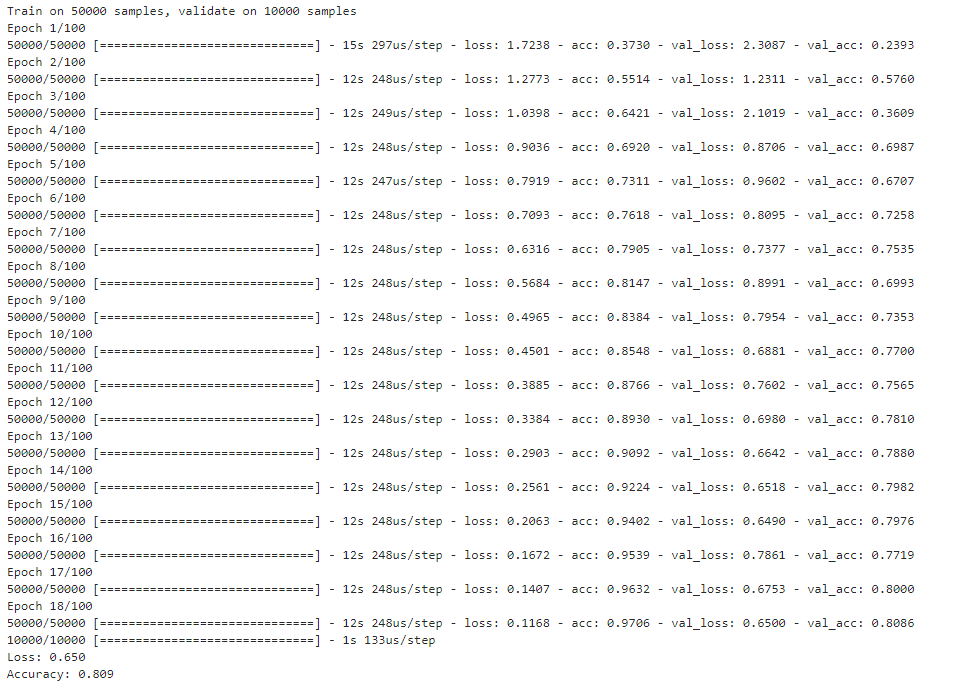 Train on 50000 samples, validate on 10000 samples
Epoch 1/100
50000/50000 [==============================] - 15s 297us/step - loss: 1.7238 - acc: 0.3730 - val_loss: 2.3087 - val_acc: 0.2393
Epoch 2/100
50000/50000 [==============================] - 12s 248us/step - loss: 1.2773 - acc: 0.5514 - val_loss: 1.2311 - val_acc: 0.5760
Epoch 3/100
50000/50000 [==============================] - 12s 249us/step - loss: 1.0398 - acc: 0.6421 - val_loss: 2.1019 - val_acc: 0.3609
Epoch 4/100
50000/50000 [==============================] - 12s 248us/step - loss: 0.9036 - acc: 0.6920 - val_loss: 0.8706 - val_acc: 0.6987
Epoch 5/100
50000/50000 [==============================] - 12s 247us/step - loss: 0.7919 - acc: 0.7311 - val_loss: 0.9602 - val_acc: 0.6707
Epoch 6/100
50000/50000 [==============================] - 12s 248us/step - loss: 0.7093 - acc: 0.7618 - val_loss: 0.8095 - val_acc: 0.7258
Epoch 7/100
50000/50000 [==============================] - 12s 248us/step - loss: 0.6316 - acc: 0.7905 - val_loss: 0.7377 - val_acc: 0.7535
Epoch 8/100
50000/50000 [==============================] - 12s 248us/step - loss: 0.5684 - acc: 0.8147 - val_loss: 0.8991 - val_acc: 0.6993
Epoch 9/100
50000/50000 [==============================] - 12s 248us/step - loss: 0.4965 - acc: 0.8384 - val_loss: 0.7954 - val_acc: 0.7353
Epoch 10/100
50000/50000 [==============================] - 12s 248us/step - loss: 0.4501 - acc: 0.8548 - val_loss: 0.6881 - val_acc: 0.7700
Epoch 11/100
50000/50000 [==============================] - 12s 248us/step - loss: 0.3885 - acc: 0.8766 - val_loss: 0.7602 - val_acc: 0.7565
Epoch 12/100
50000/50000 [==============================] - 12s 248us/step - loss: 0.3384 - acc: 0.8930 - val_loss: 0.6980 - val_acc: 0.7810
Epoch 13/100
50000/50000 [==============================] - 12s 248us/step - loss: 0.2903 - acc: 0.9092 - val_loss: 0.6642 - val_acc: 0.7880
Epoch 14/100
50000/50000 [==============================] - 12s 248us/step - loss: 0.2561 - acc: 0.9224 - val_loss: 0.6518 - val_acc: 0.7982
Epoch 15/100
50000/50000 [==============================] - 12s 248us/step - loss: 0.2063 - acc: 0.9402 - val_loss: 0.6490 - val_acc: 0.7976
Epoch 16/100
50000/50000 [==============================] - 12s 248us/step - loss: 0.1672 - acc: 0.9539 - val_loss: 0.7861 - val_acc: 0.7719
Epoch 17/100
50000/50000 [==============================] - 12s 248us/step - loss: 0.1407 - acc: 0.9632 - val_loss: 0.6753 - val_acc: 0.8000
Epoch 18/100
50000/50000 [==============================] - 12s 248us/step - loss: 0.1168 - acc: 0.9706 - val_loss: 0.6500 - val_acc: 0.8086
10000/10000 [==============================] - 1s 133us/step
Loss: 0.650
Accuracy: 0.809